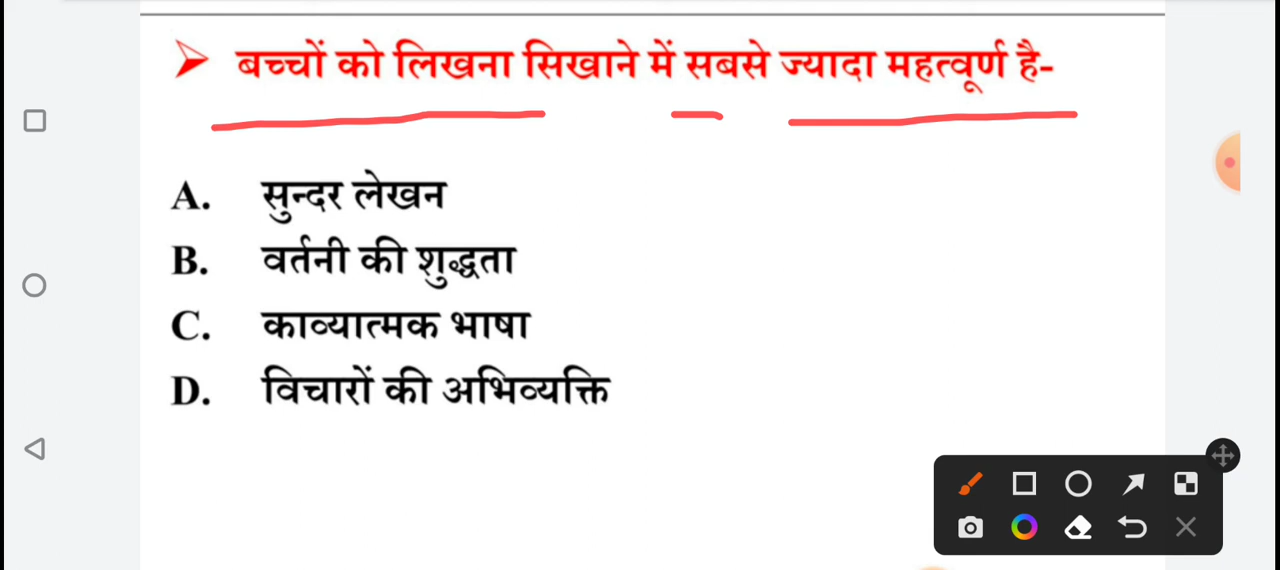 ➢ बच्चों को लिखना सिखाने में सबसे ज्यादा महत्वूर्ण है-
A. सुन्दर लेखन
B. वर्तनी की शुद्धता
C. काव्यात्मक भाषा
D. विचारों की अभिव्यक्ति